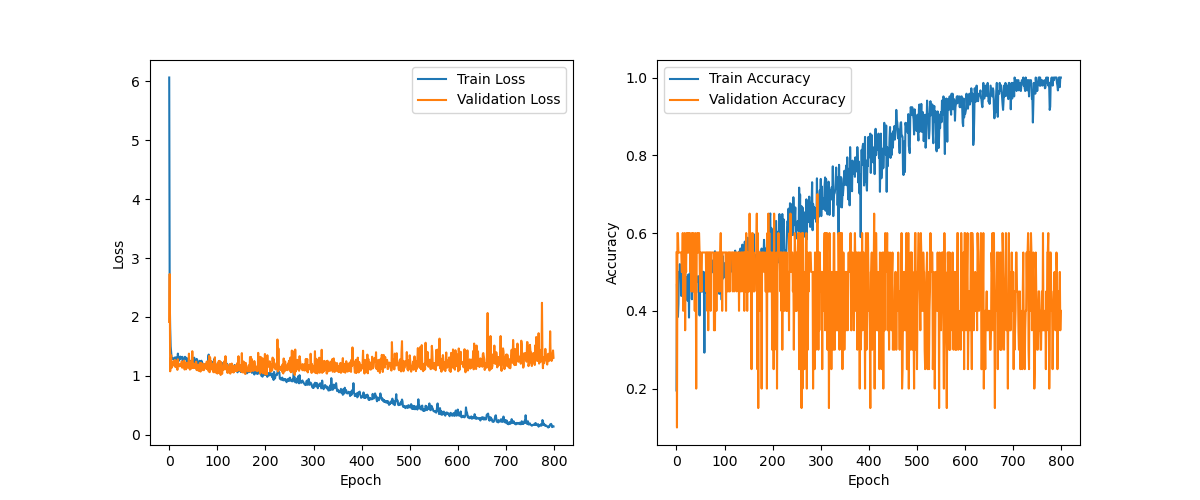 Train Loss
Validation Loss
6
5
4
3
2
1
0
Loss
0 100 200 300 400 500 600 700 800
Epoch
Train Accuracy
Validation Accuracy
1.0
0.8
0.6
0.4
0.2
Accuracy
0 100 200 300 400 500 600 700 800
Epoch